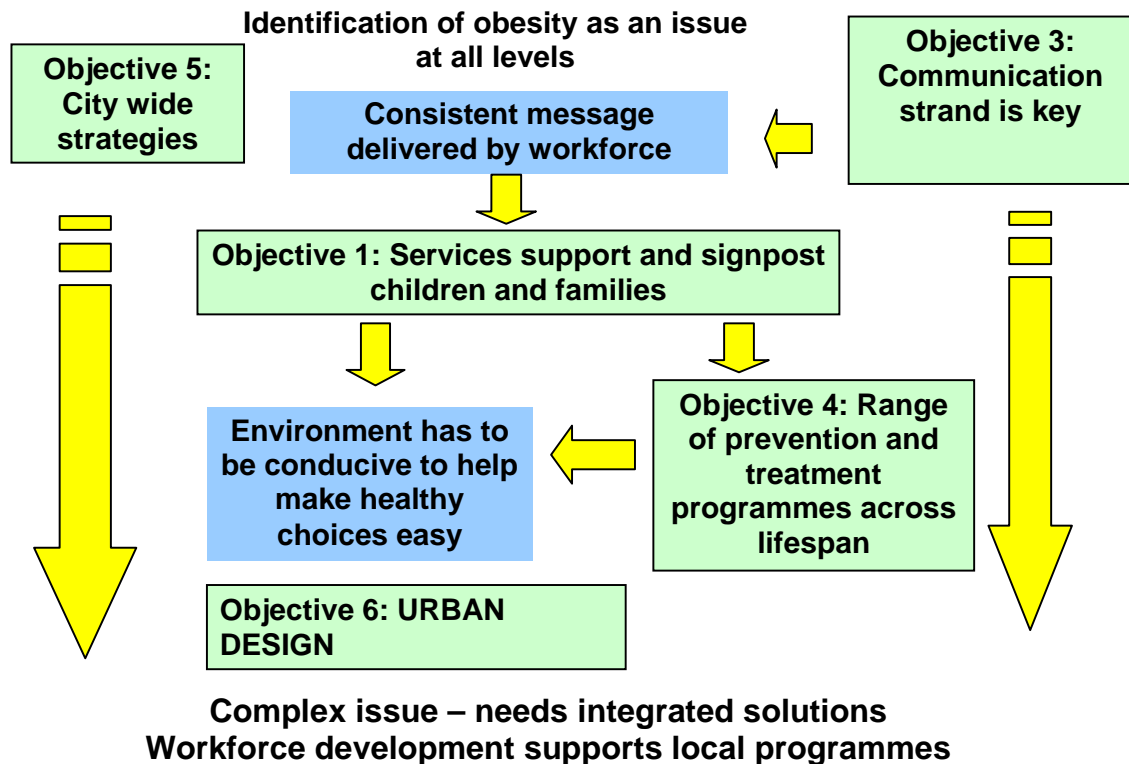 Identification of obesity as an issue
at all levels
Objective 5:
City wide
strategies
Consistent message
delivered by workforce
Objective 3:
Communication
strand is key
Objective 1: Services support and signpost
children and families
Environment has to
be conducive to help
make healthy
choices easy
Objective 4: Range
of prevention and
treatment
programmes across
lifespan
Objective 6: URBAN
DESIGN
Complex issue – needs integrated solutions
Workforce development supports local programmes